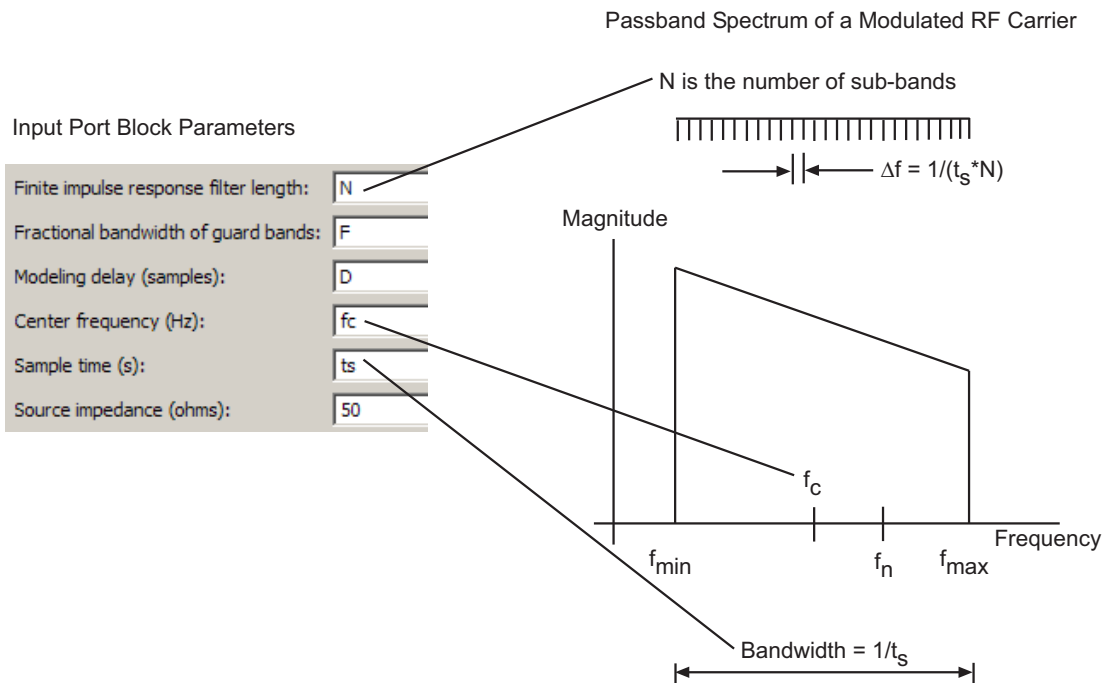 Passband Spectrum of a Modulated RF Carrier
N is the number of sub-bands
Input Port Block Parameters
Δf = 1/(ts*N)
Finite impulse response filter length: N
Fractional bandwidth of guard bands: F
Modeling delay (samples): D
Center frequency (Hz): fc
Sample time (s): ts
Source impedance (ohms): 50
Magnitude
fc
Frequency
fmin
fn
fmax
Bandwidth = 1/ts